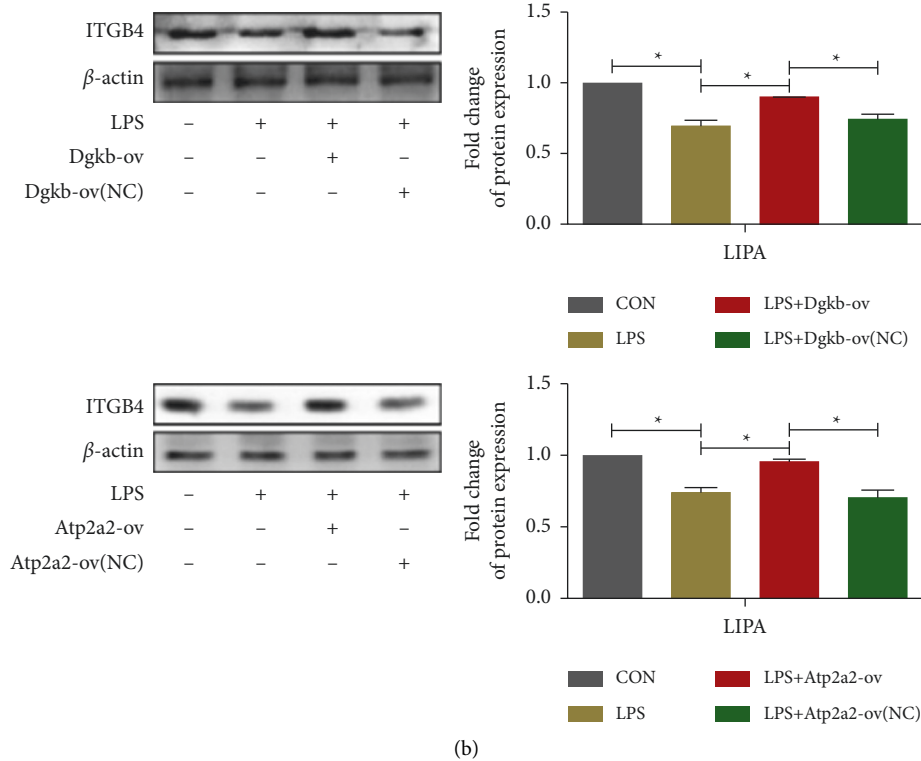 ITGB4
β-actin
LPS – + + +
Dgkb-ov – – + –
Dgkb-ov(NC) – – – +
Fold change
of protein expression
1.5
1.0
0.5
0.0
* * *
LIPA
CON LPS+Dgkb-ov
LPS LPS+Dgkb-ov(NC)
ITGB4
β-actin
LPS – + + +
Atp2a2-ov – – + –
Atp2a2-ov(NC) – – – +
Fold change
of protein expression
1.5
1.0
0.5
0.0
* * *
LIPA
CON LPS+Atp2a2-ov
LPS LPS+Atp2a2-ov(NC)
(b)